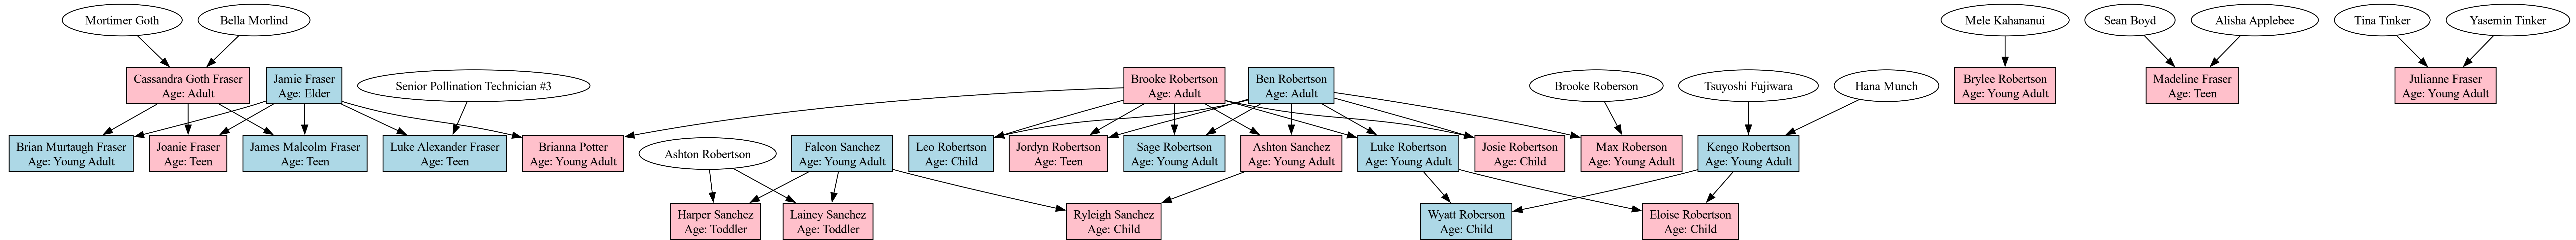 Mortimer Goth
Bella Morlind
Mele Kahananui
Sean Boyd
Alisha Applebee
Tina Tinker
Yasemin Tinker
Cassandra Goth Fraser
Age: Adult
Jamie Fraser
Age: Elder
Senior Pollination Technician #3
Brooke Robertson
Age: Adult
Ben Robertson
Age: Adult
Brooke Roberson
Tsuyoshi Fujiwara
Hana Munch
Brylee Robertson
Age: Young Adult
Madeline Fraser
Age: Teen
Julianne Fraser
Age: Young Adult
Brian Murtaugh Fraser
Age: Young Adult
Joanie Fraser
Age: Teen
James Malcolm Fraser
Age: Teen
Luke Alexander Fraser
Age: Teen
Brianna Potter
Age: Young Adult
Ashton Robertson
Falcon Sanchez
Age: Young Adult
Leo Robertson
Age: Child
Jordyn Robertson
Age: Teen
Sage Robertson
Age: Young Adult
Ashton Sanchez
Age: Young Adult
Luke Robertson
Age: Young Adult
Josie Robertson
Age: Child
Max Roberson
Age: Young Adult
Kengo Robertson
Age: Young Adult
Harper Sanchez
Age: Toddler
Lainey Sanchez
Age: Toddler
Ryleigh Sanchez
Age: Child
Wyatt Roberson
Age: Child
Eloise Robertson
Age: Child